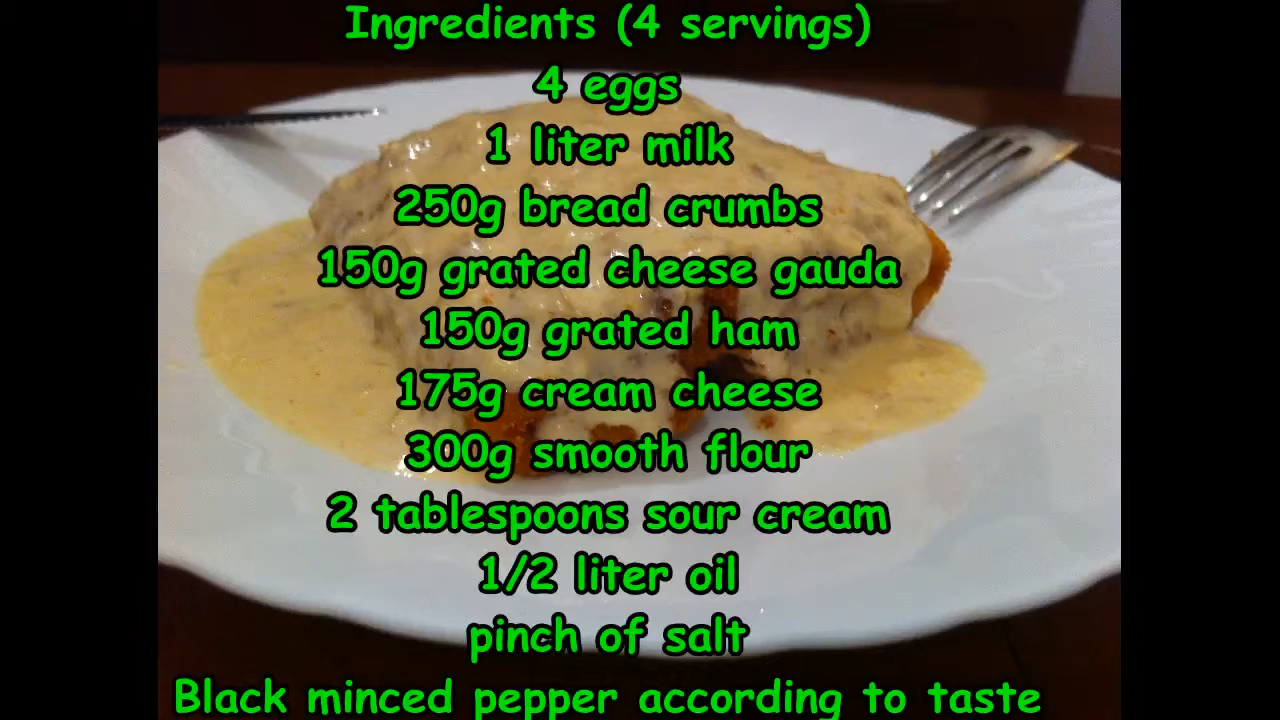 Ingredients (4 servings)
4 eggs
1 liter milk
250g bread crumbs
150g grated cheese gauda
150g grated ham
175g cream cheese
300g smooth flour
2 tablespoons sour cream
1/2 liter oil
pinch of salt
Black minced pepper according to taste